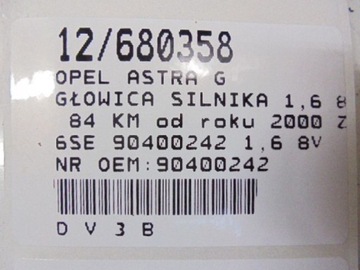 12/680358
OPEL ASTRA G
GŁOWICA SILNIKA 1,6 8
84 KM od roku 2000 Z
6SE 90400242 1,6 8V
NR OEM:90400242
D V 3 B